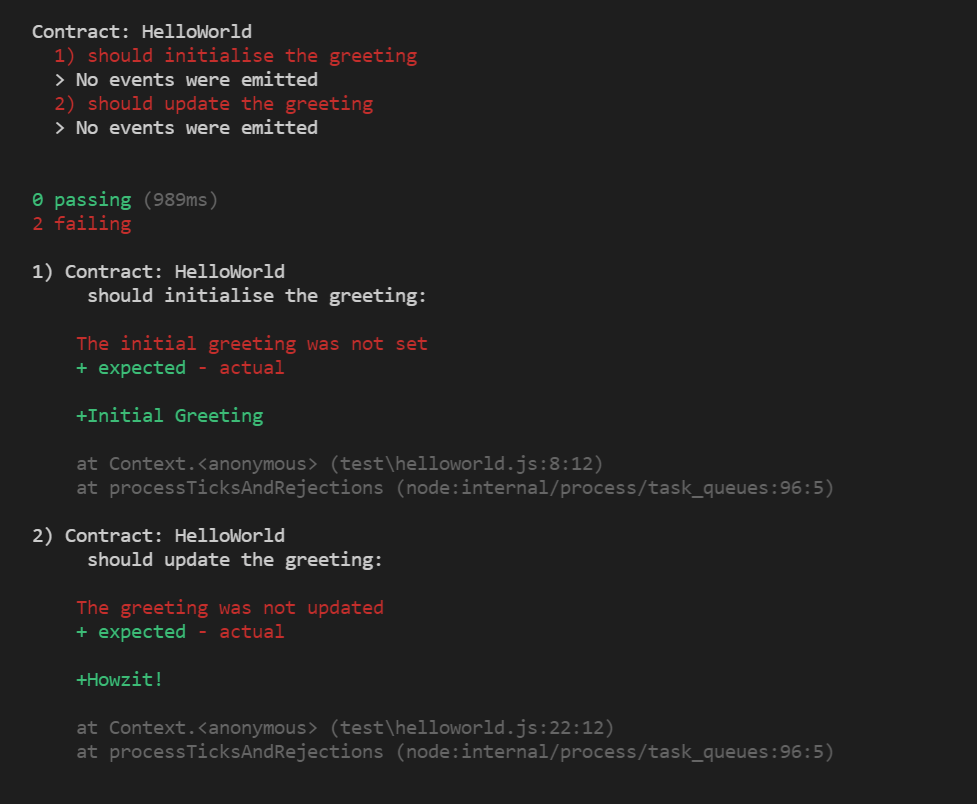 Contract: HelloWorld
1) should initialise the greeting
> No events were emitted
2) should update the greeting
> No events were emitted
0 passing (989ms)
2 failing
1) Contract: HelloWorld
should initialise the greeting:
The initial greeting was not set
+ expected - actual
+Initial Greeting
at Context.<anonymous> (test\helloworld.js:8:12)
at processTicksAndRejections (node:internal/process/task_queues:96:5)
2) Contract: HelloWorld
should update the greeting:
The greeting was not updated
+ expected - actual
+Howzit!
at Context.<anonymous> (test\helloworld.js:22:12)
at processTicksAndRejections (node:internal/process/task_queues:96:5)